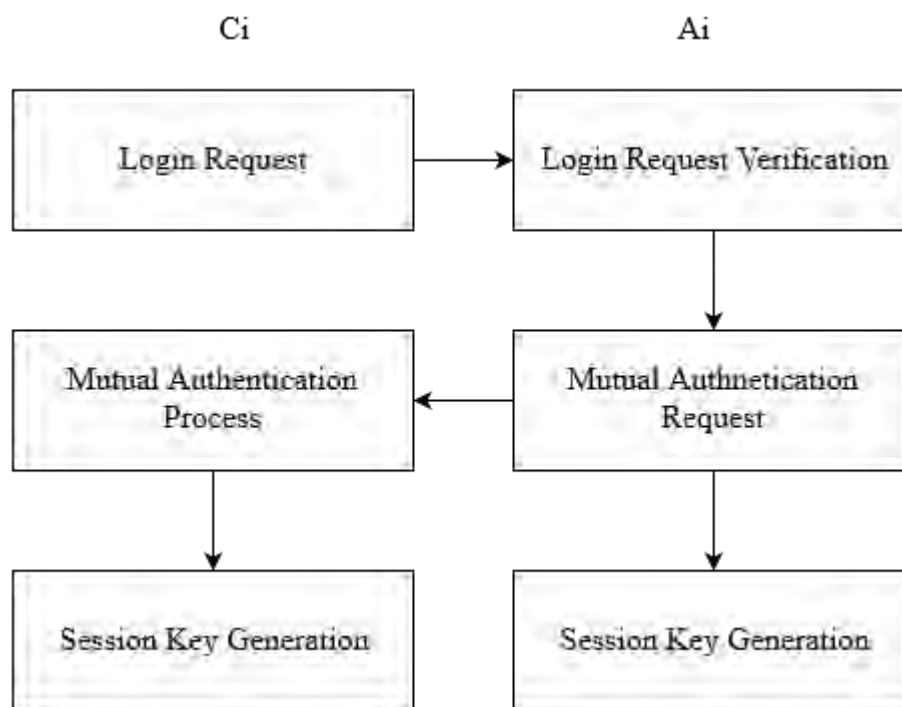 Ci
Ai
Login Request
Login Request Verification
Mutual Authentication
Process
Mutual Authnetication
Request
Session Key Generation
Session Key Generation